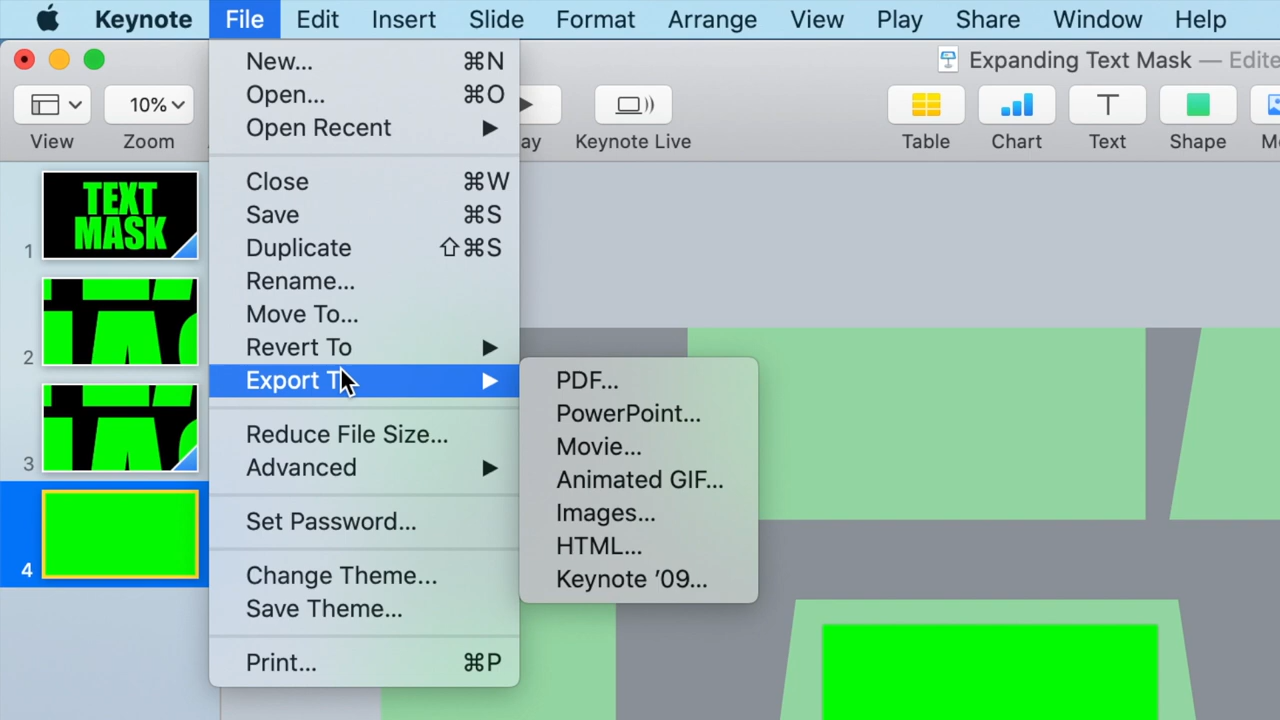 Keynote File Edit Insert Slide Format Arrange View Play Share Window Help
Expanding Text Mask — Edite
10%
View Zoom ay Keynote Live Table Chart Text Shape
New... ⌘N
Open... ⌘O
Open Recent
Close ⌘W
Save ⌘S
Duplicate ⇧⌘S
Rename...
Move To...
Revert To
Export T
Reduce File Size...
Advanced
Set Password...
Change Theme...
Save Theme...
Print... ⌘P
PDF...
PowerPoint...
Movie...
Animated GIF...
Images...
HTML...
Keynote ’09...
TEXT
MASK
1
2
3
4